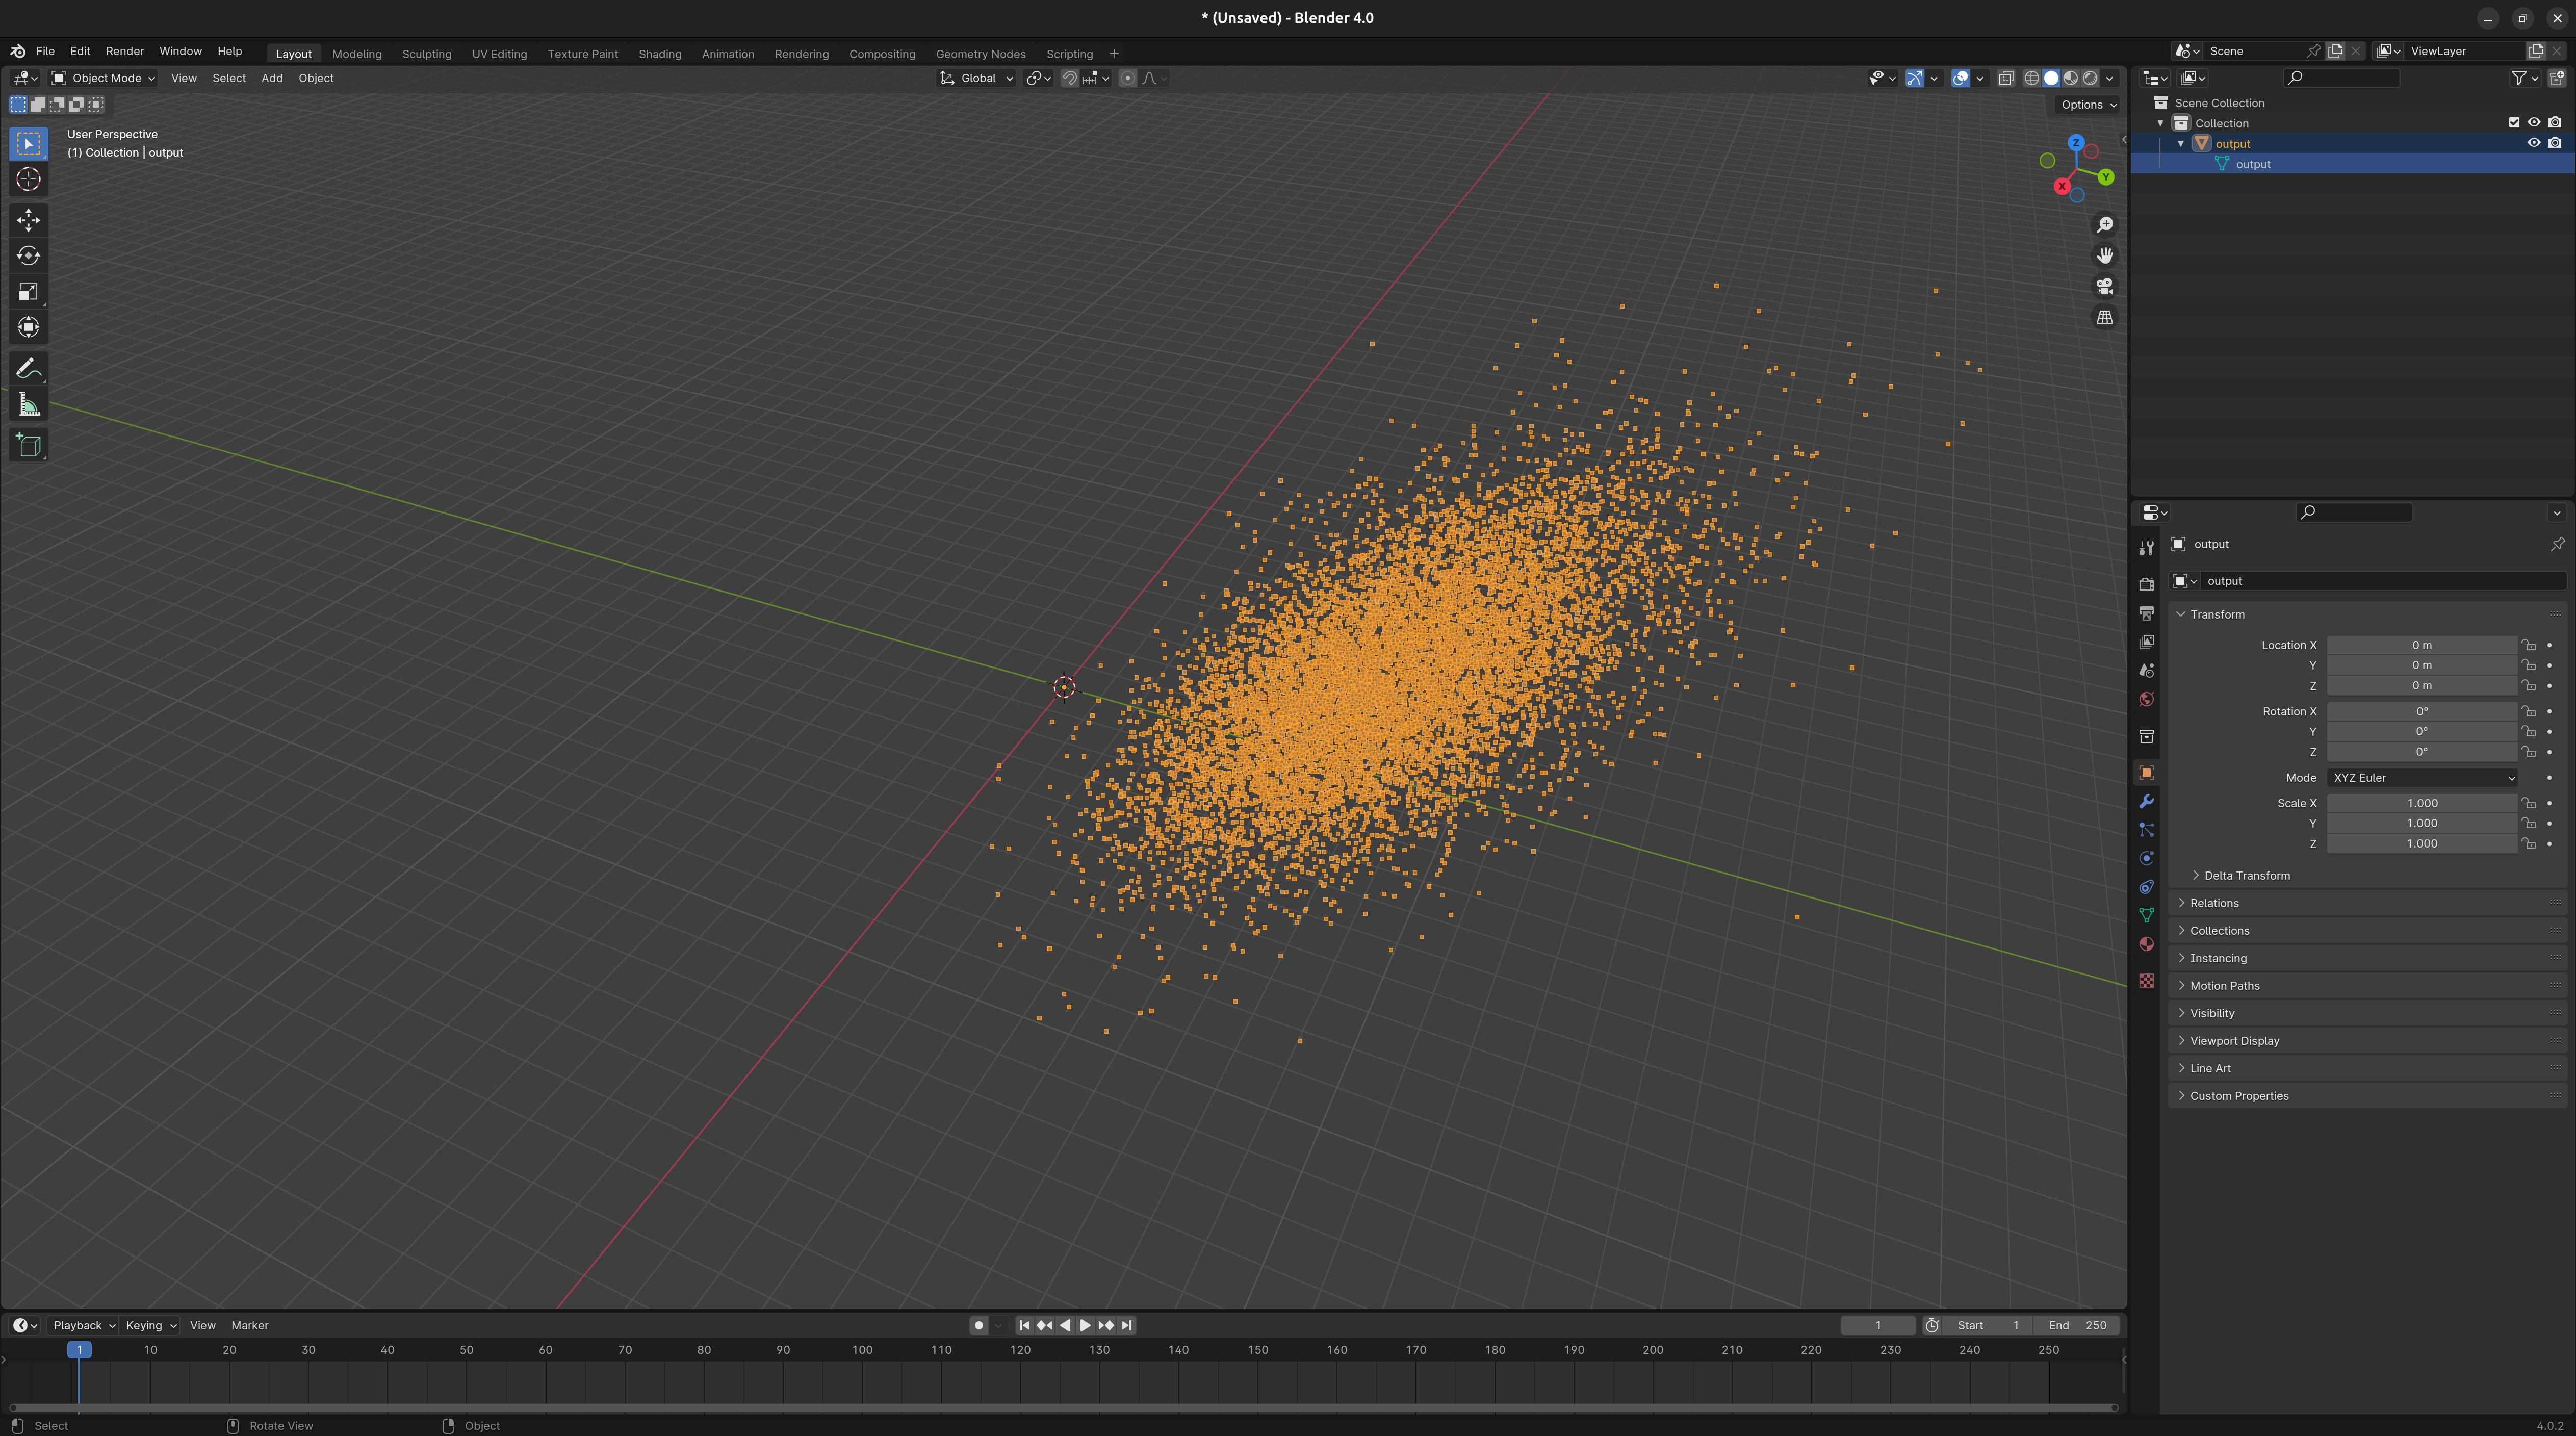 * (Unsaved) - Blender 4.0
File Edit Render Window Help Layout Modeling Sculpting UV Editing Texture Paint Shading Animation Rendering Compositing Geometry Nodes Scripting + Scene ViewLayer
Object Mode View Select Add Object Global
Options
User Perspective
(1) Collection | output
Z
Y
X
Scene Collection
Collection
output
output
output
output
Transform
Location X 0 m
Y 0 m
Z 0 m
Rotation X 0°
Y 0°
Z 0°
Mode XYZ Euler
Scale X 1.000
Y 1.000
Z 1.000
Delta Transform
Relations
Collections
Instancing
Motion Paths
Visibility
Viewport Display
Line Art
Custom Properties
Playback Keying View Marker 1 Start 1 End 250
1 10 20 30 40 50 60 70 80 90 100 110 120 130 140 150 160 170 180 190 200 210 220 230 240 250
Select Rotate View Object 4.0.2